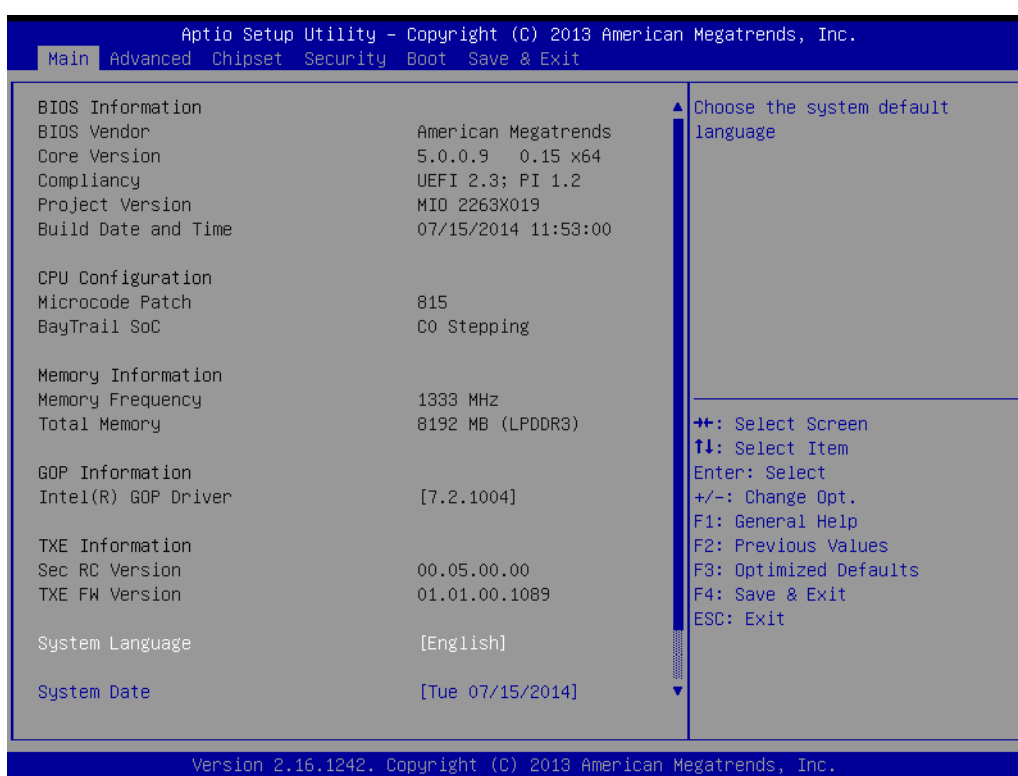 Aptio Setup Utility – Copyright (C) 2013 American Megatrends, Inc.
Main Advanced Chipset Security Boot Save & Exit
BIOS Information
BIOS Vendor American Megatrends
Core Version 5.0.0.9 0.15 x64
Compliancy UEFI 2.3; PI 1.2
Project Version MIO 2263X019
Build Date and Time 07/15/2014 11:53:00
CPU Configuration
Microcode Patch 815
BayTrail SoC C0 Stepping
Memory Information
Memory Frequency 1333 MHz
Total Memory 8192 MB (LPDDR3)
GOP Information
Intel(R) GOP Driver [7.2.1004]
TXE Information
Sec RC Version 00.05.00.00
TXE FW Version 01.01.00.1089
System Language [English]
System Date [Tue 07/15/2014]
Choose the system default
language
→←: Select Screen
↑↓: Select Item
Enter: Select
+/-: Change Opt.
F1: General Help
F2: Previous Values
F3: Optimized Defaults
F4: Save & Exit
ESC: Exit
Version 2.16.1242. Copyright (C) 2013 American Megatrends, Inc.